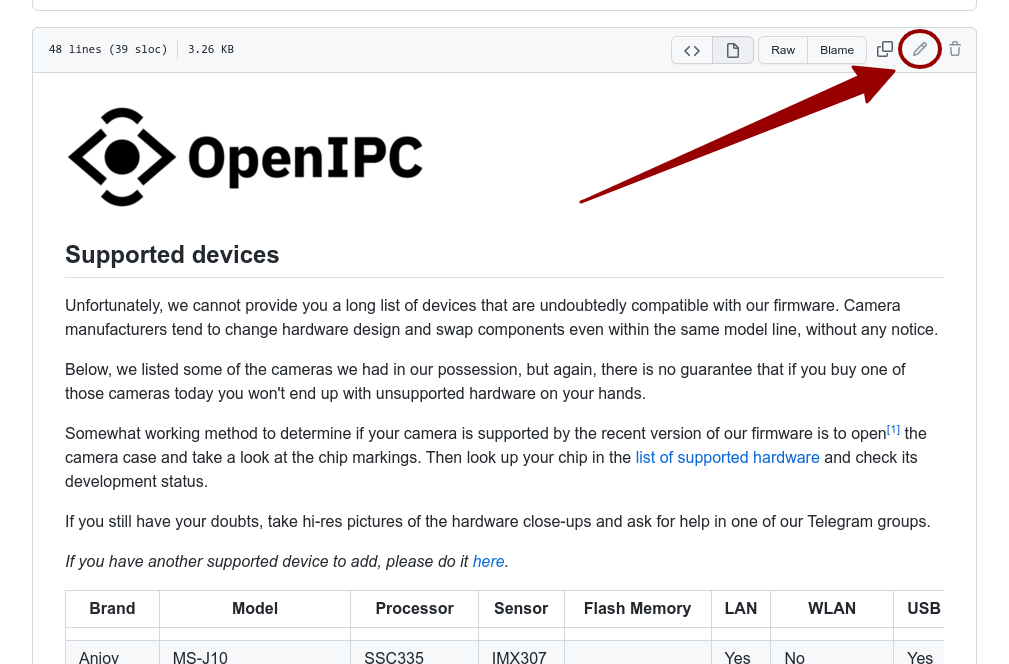 48 lines (39 sloc) 3.26 KB
<> Raw Blame
OpenIPC
Supported devices
Unfortunately, we cannot provide you a long list of devices that are undoubtedly compatible with our firmware. Camera
manufacturers tend to change hardware design and swap components even within the same model line, without any notice.
Below, we listed some of the cameras we had in our possession, but again, there is no guarantee that if you buy one of
those cameras today you won't end up with unsupported hardware on your hands.
Somewhat working method to determine if your camera is supported by the recent version of our firmware is to open[1] the
camera case and take a look at the chip markings. Then look up your chip in the list of supported hardware and check its
development status.
If you still have your doubts, take hi-res pictures of the hardware close-ups and ask for help in one of our Telegram groups.
If you have another supported device to add, please do it here.
Brand Model Processor Sensor Flash Memory LAN WLAN USB
Anjoy MS-J10 SSC335 IMX307 Yes No Yes